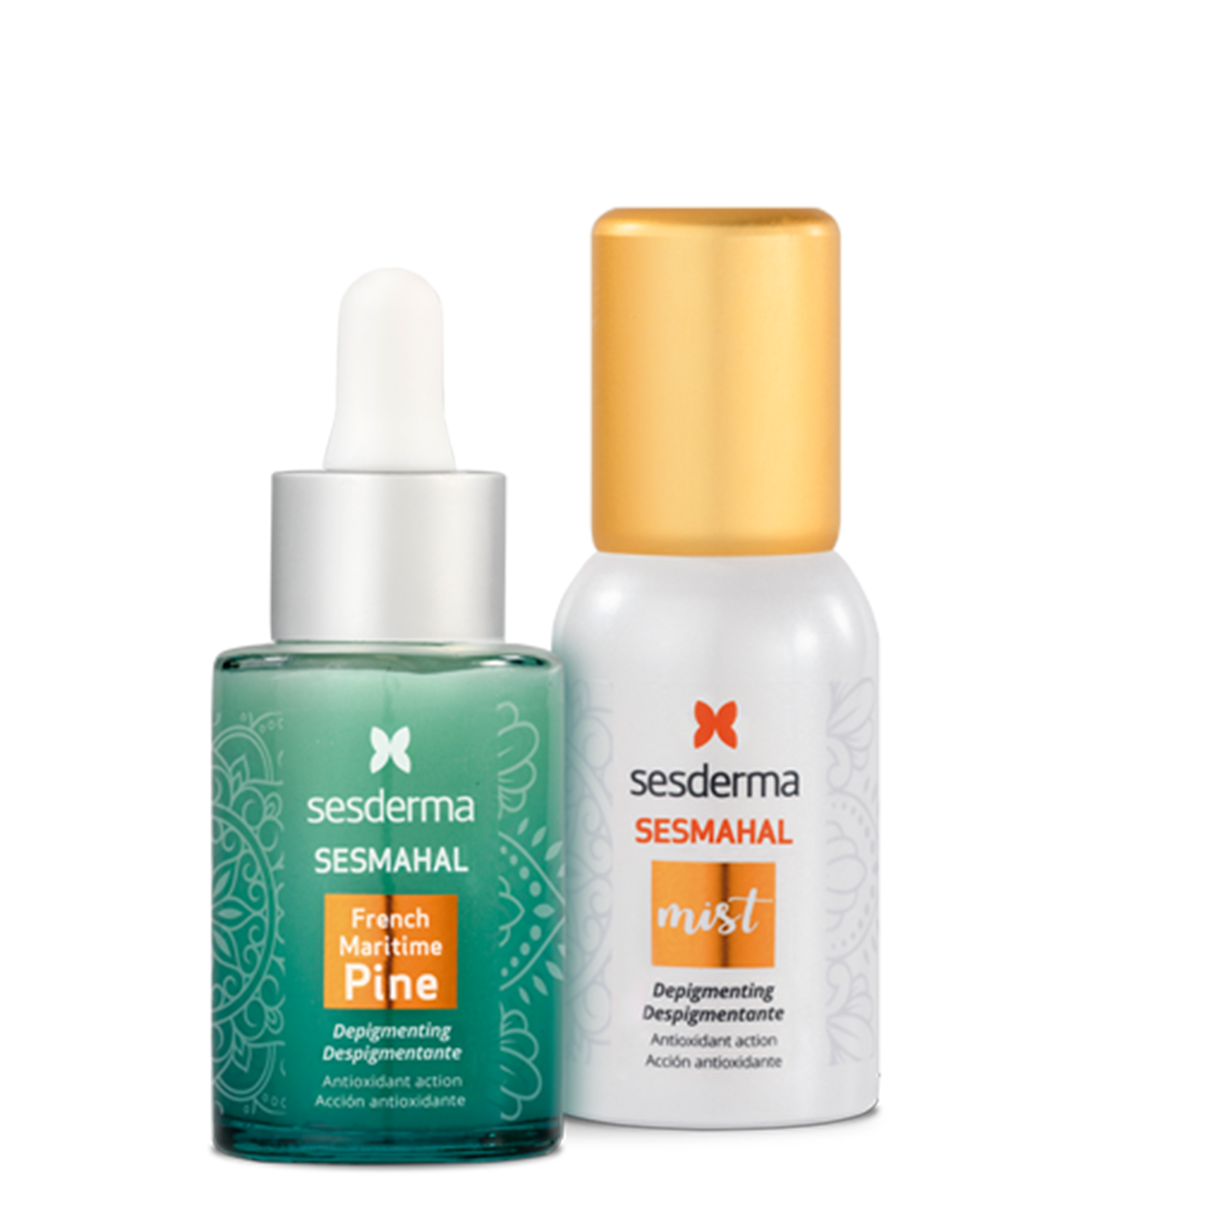 sesderma
SESMAHAL
French
Maritime
Pine
Depigmenting
Despigmentante
Antioxidant action
Acción antioxidante
sesderma
SESMAHAL
mist
Depigmenting
Despigmentante
Antioxidant action
Acción antioxidante